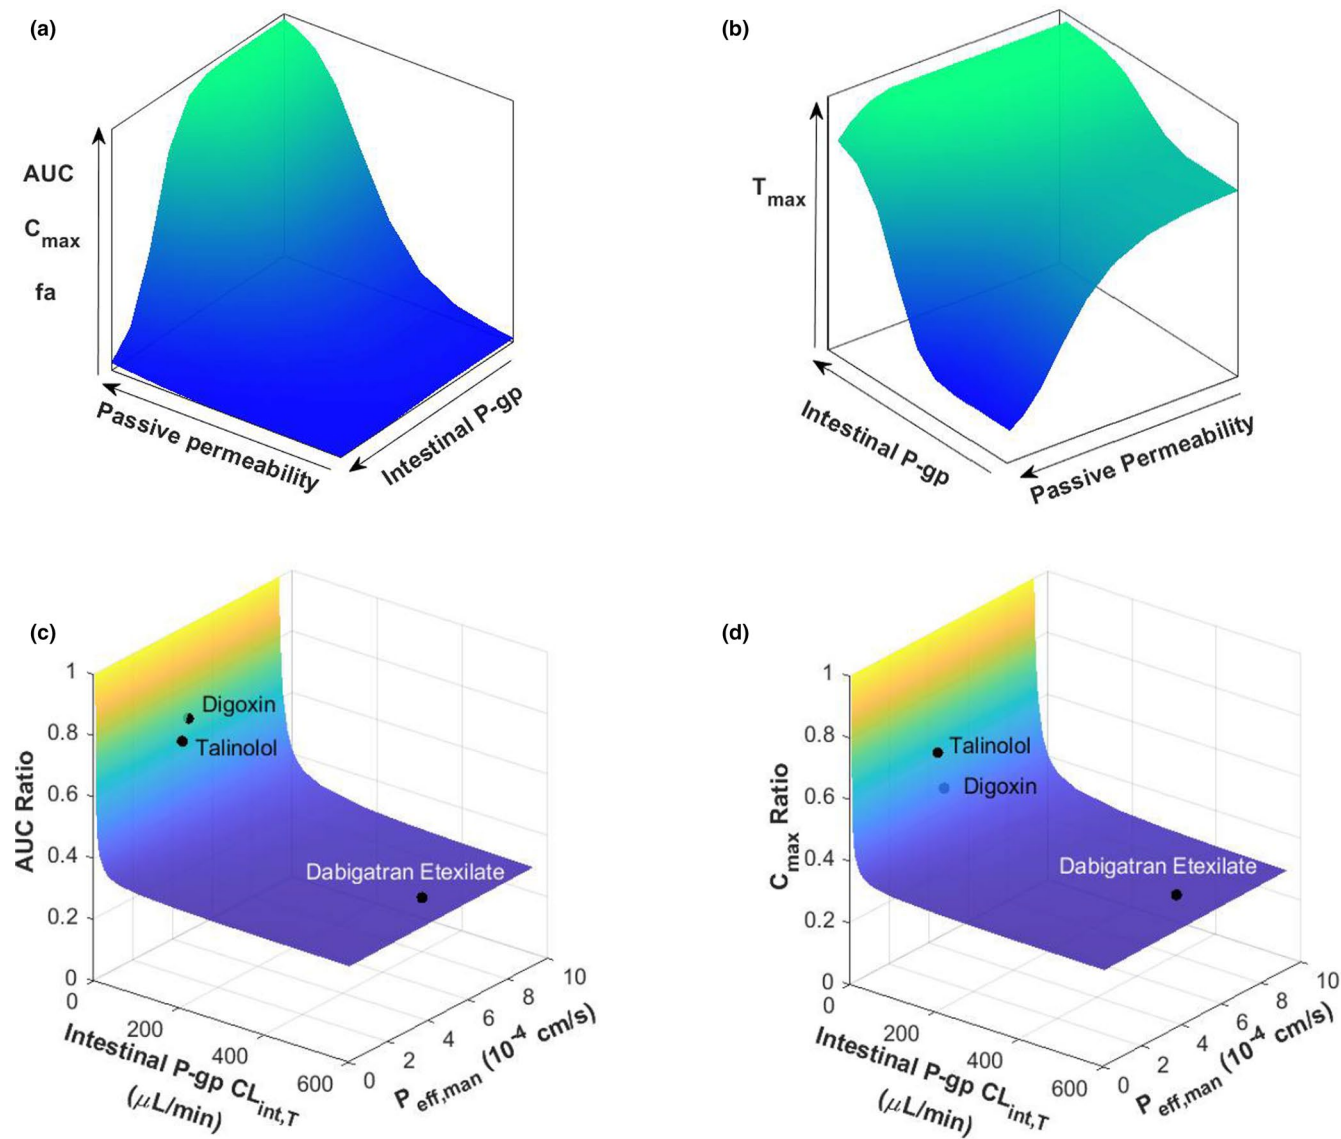 (a)
AUC
Cmax
fa
Passive permeability
Intestinal P-gp
(b)
Tmax
Intestinal P-gp
Passive Permeability
(c)
AUC Ratio
1
0.8
0.6
0.4
0.2
0
Digoxin
Talinolol
Dabigatran Etexilate
0
200
400
600
Intestinal P-gp CLint,T
(μL/min)
0
2
4
6
8
10
Peff,man (10-4 cm/s)
(d)
Cmax Ratio
1
0.8
0.6
0.4
0.2
0
Talinolol
Digoxin
Dabigatran Etexilate
0
200
400
600
Intestinal P-gp CLint,T
(μL/min)
0
2
4
6
8
10
Peff,man (10-4 cm/s)